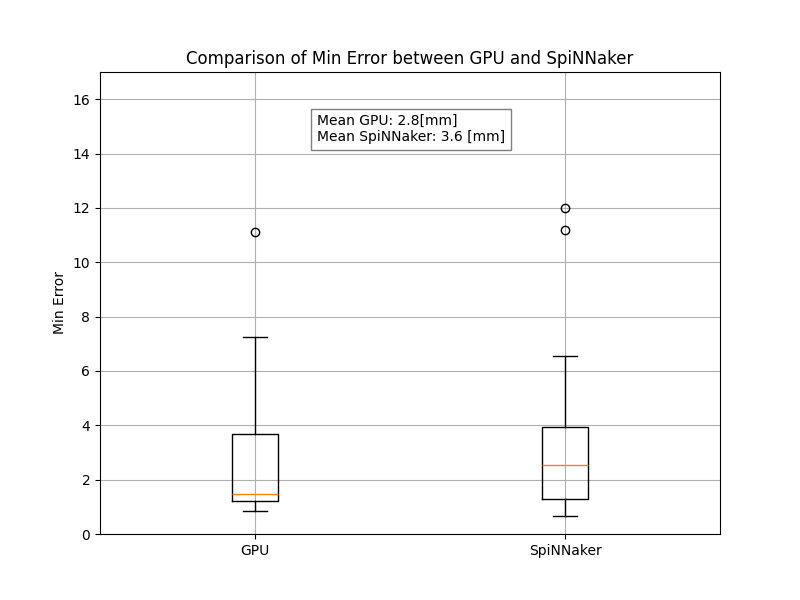 Comparison of Min Error between GPU and SpiNNaker
Mean GPU: 2.8[mm]
Mean SpiNNaker: 3.6 [mm]
Min Error
16
14
12
10
8
6
4
2
0
GPU
SpiNNaker